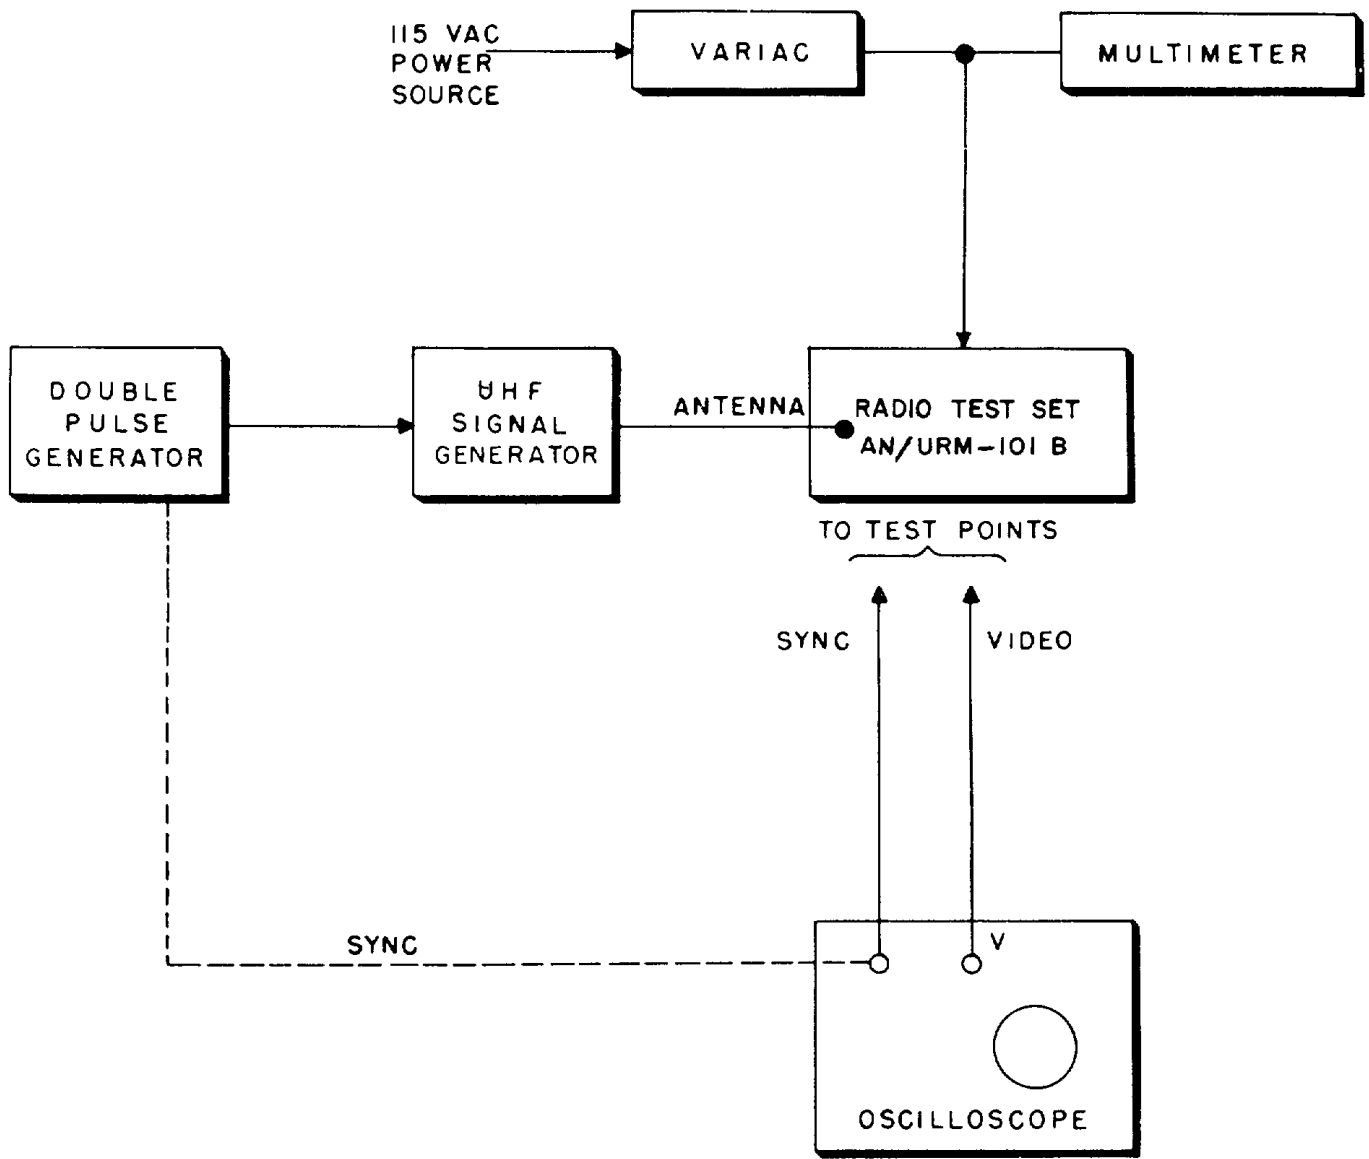 115 VAC
POWER
SOURCE
VARIAC
MULTIMETER
DOUBLE
PULSE
GENERATOR
UHF
SIGNAL
GENERATOR
ANTENNA
RADIO TEST SET
AN/URM-101 B
TO TEST POINTS
SYNC
VIDEO
SYNC
V
OSCILLOSCOPE